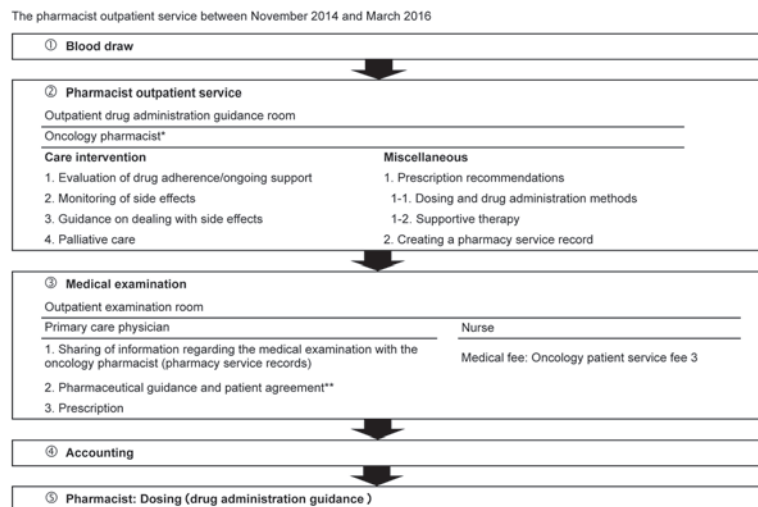 The pharmacist outpatient service between November 2014 and March 2016
① Blood draw
② Pharmacist outpatient service
Outpatient drug administration guidance room
Oncology pharmacist*
Care intervention
1. Evaluation of drug adherence/ongoing support
2. Monitoring of side effects
3. Guidance on dealing with side effects
4. Palliative care
Miscellaneous
1. Prescription recommendations
1-1. Dosing and drug administration methods
1-2. Supportive therapy
2. Creating a pharmacy service record
③ Medical examination
Outpatient examination room
Primary care physician
1. Sharing of information regarding the medical examination with the
oncology pharmacist (pharmacy service records)
2. Pharmaceutical guidance and patient agreement**
3. Prescription
Nurse
Medical fee: Oncology patient service fee 3
④ Accounting
⑤ Pharmacist: Dosing (drug administration guidance)